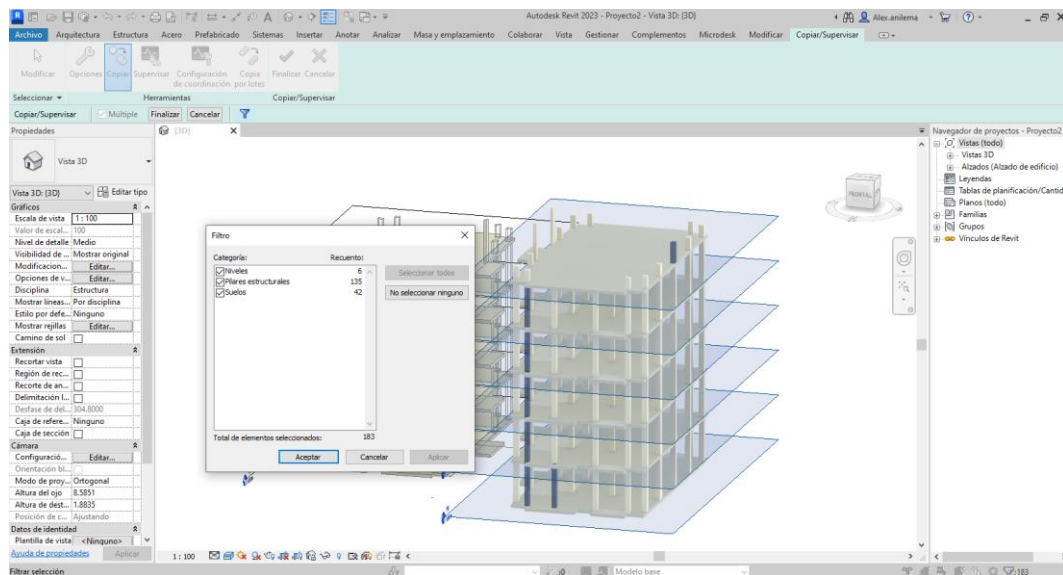 Autodesk Revit 2023 - Proyecto2 - Vista 3D: {3D}
Alex.anilema
Archivo Arquitectura Estructura Acero Prefabricado Sistemas Insertar Anotar Analizar Masa y emplazamiento Colaborar Vista Gestionar Complementos Microdesk Modificar Copiar/Supervisar
Modificar Opciones Copiar Supervisar Configuración de coordinación Copia por lotes Finalizar Cancelar
Seleccionar Herramientas Copiar/Supervisar
Copiar/Supervisar Múltiple Finalizar Cancelar
Propiedades
{3D}
Vista 3D
Vista 3D: {3D} Editar tipo
Gráficos
Escala de vista 1 : 100
Valor de escal... 100
Nivel de detalle Medio
Visibilidad de ... Mostrar original
Modificacion... Editar...
Opciones de v... Editar...
Disciplina Estructura
Mostrar líneas... Por disciplina
Estilo por defe... Ninguno
Mostrar rejillas Editar...
Camino de sol
Extensión
Recortar vista
Región de rec...
Recorte de an...
Delimitación l...
Desfase de del... 304.8000
Caja de refere... Ninguno
Caja de sección
Cámara
Configuració... Editar...
Orientación bl...
Modo de proy... Ortogonal
Altura del ojo 8.5851
Altura de dest... 1.8835
Posición de c... Ajustando
Datos de identidad
Plantilla de vista <Ninguno>
Ayuda de propiedades Aplicar
Filtrar selección
Filtro
Categoría: Recuento:
Niveles 6
Pilares estructurales 135
Suelos 42
Seleccionar todos
No seleccionar ninguno
Total de elementos seleccionados: 183
Aceptar Cancelar Aplicar
FRONTAL
Navegador de proyectos - Proyecto2
Vistas (todo)
Vistas 3D
Alzados (Alzado de edificio)
Leyendas
Tablas de planificación/Cantid
Planos (todo)
Familias
Grupos
Vínculos de Revit
1 : 100
:0 Modelo base
:183